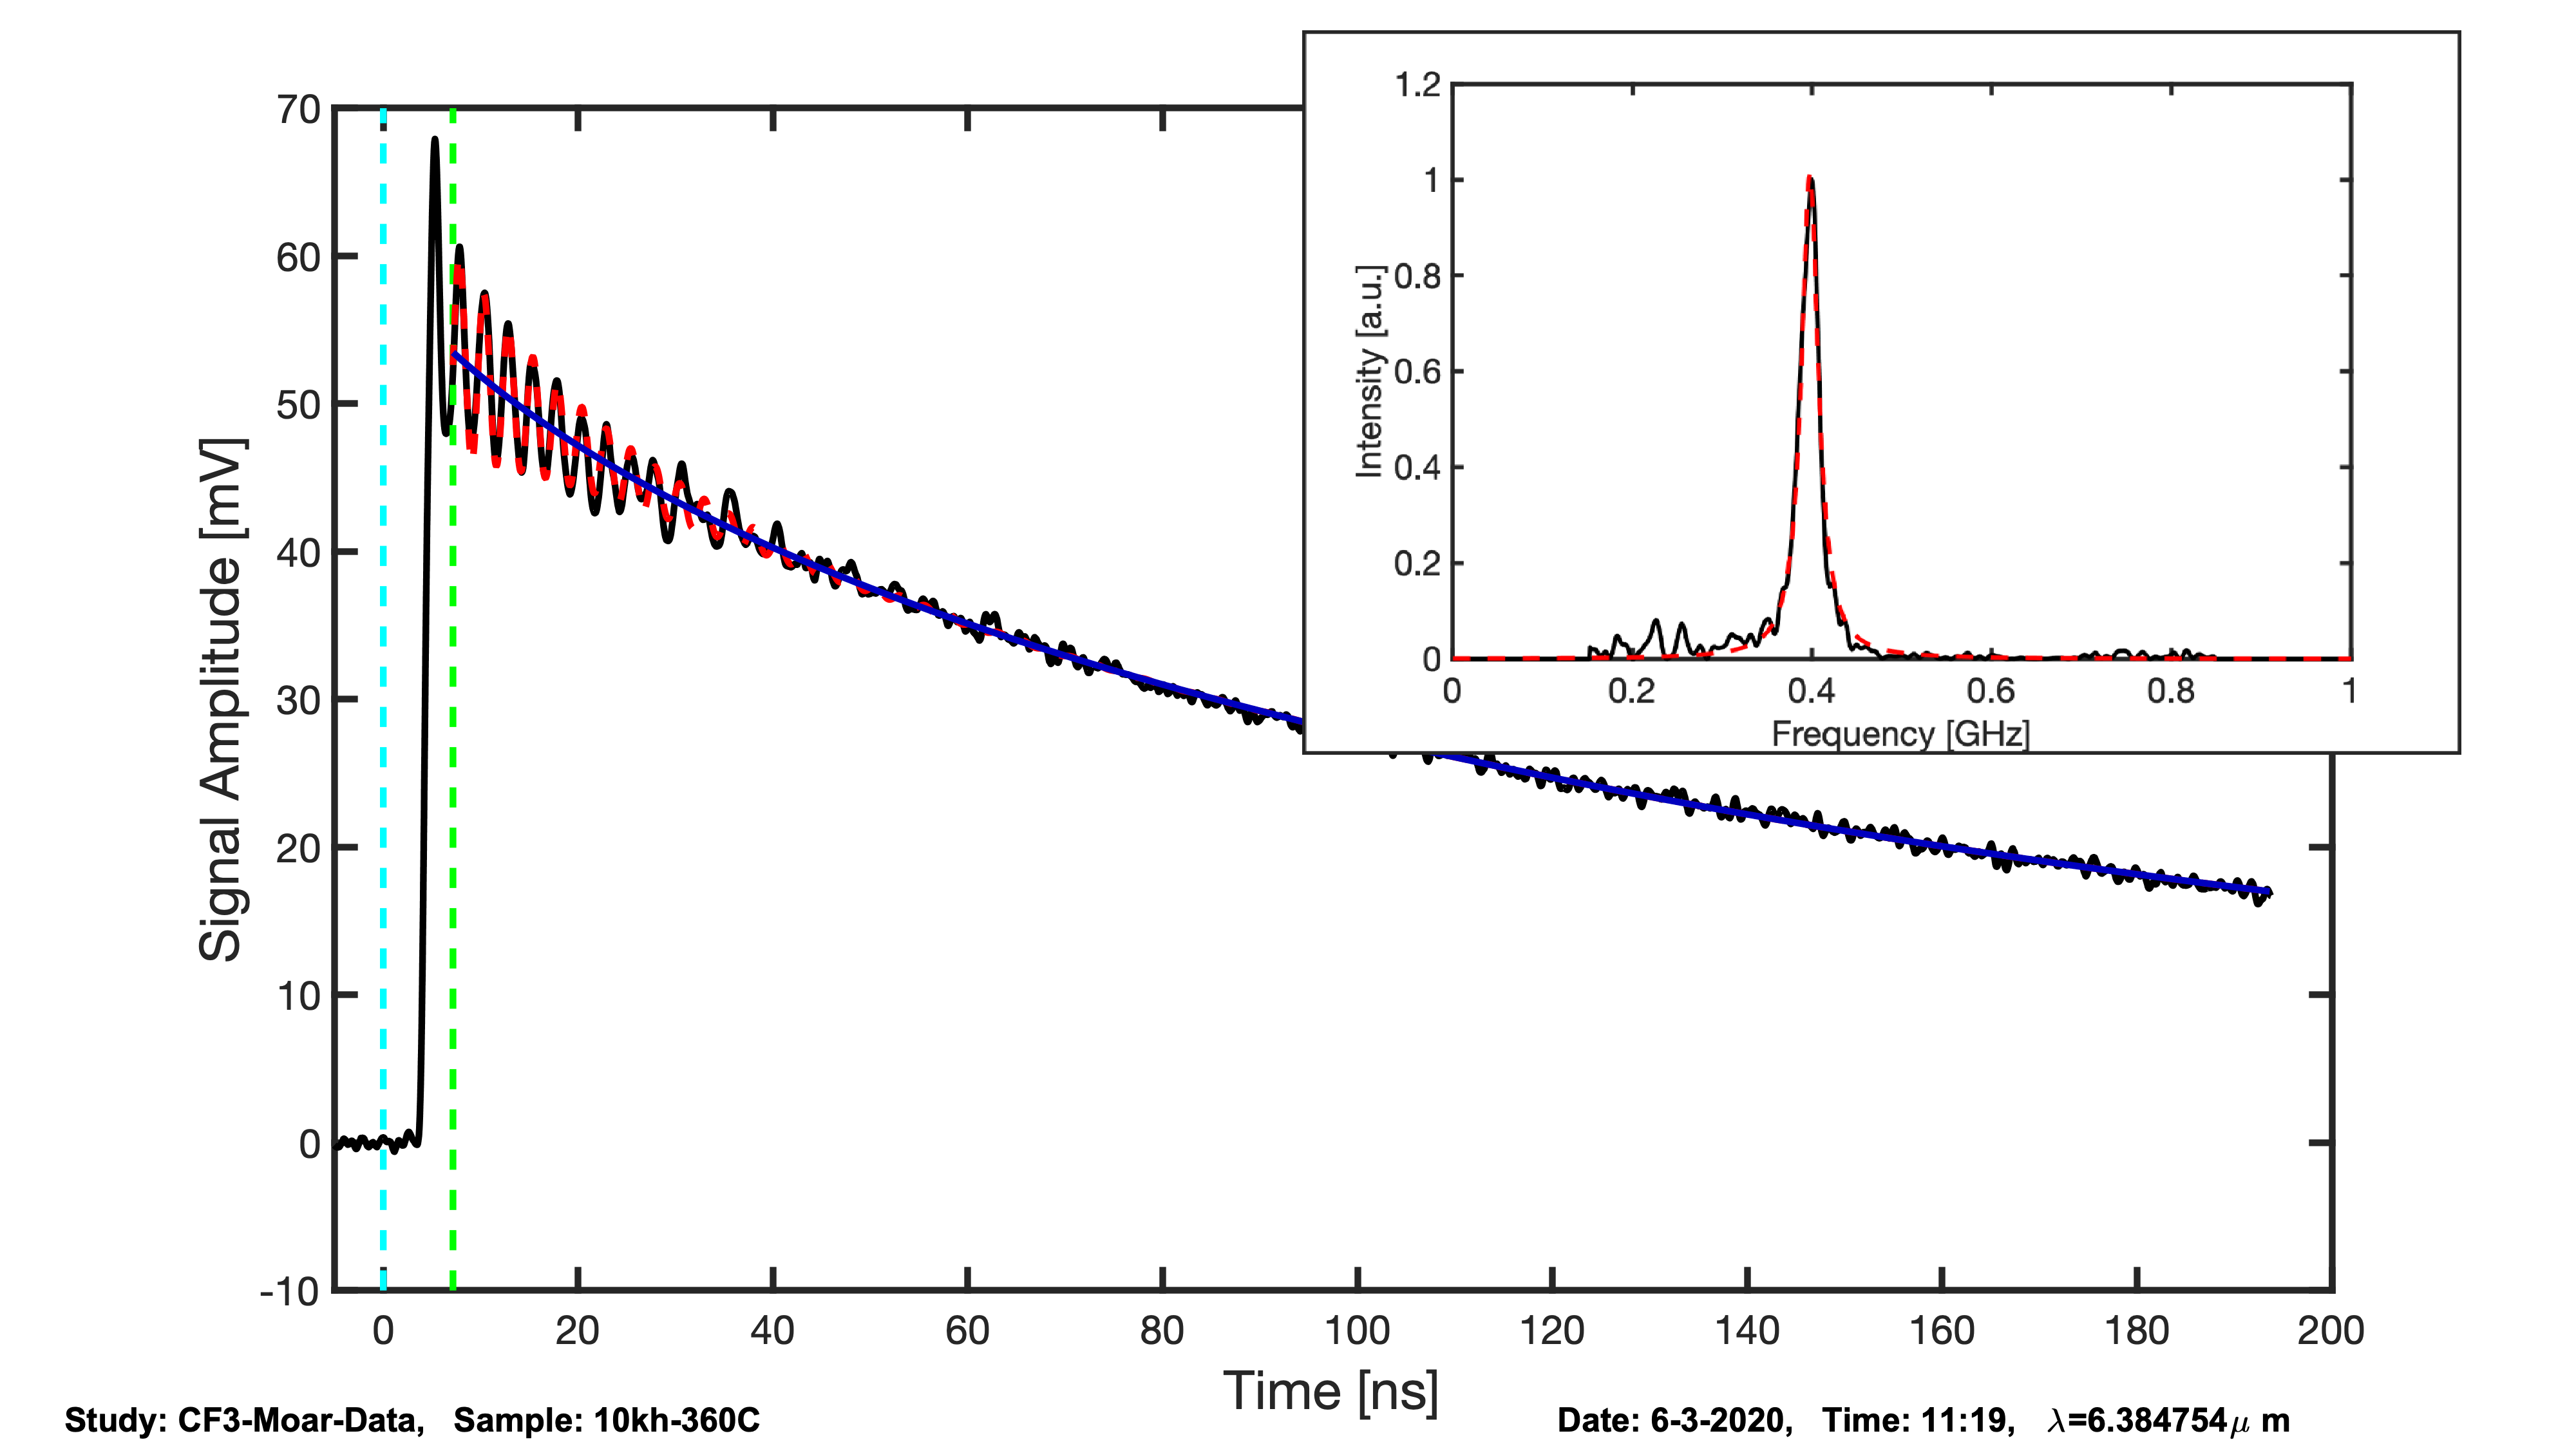 1.2
1
0.8
0.6
0.4
0.2
0
Intensity [a.u.]
0 0.2 0.4 0.6 0.8 1
Frequency [GHz]
70
60
50
40
30
20
10
0
-10
Signal Amplitude [mV]
0 20 40 60 80 100 120 140 160 180 200
Time [ns]
Study: CF3-Moar-Data, Sample: 10kh-360C
Date: 6-3-2020, Time: 11:19, λ=6.384754μ m